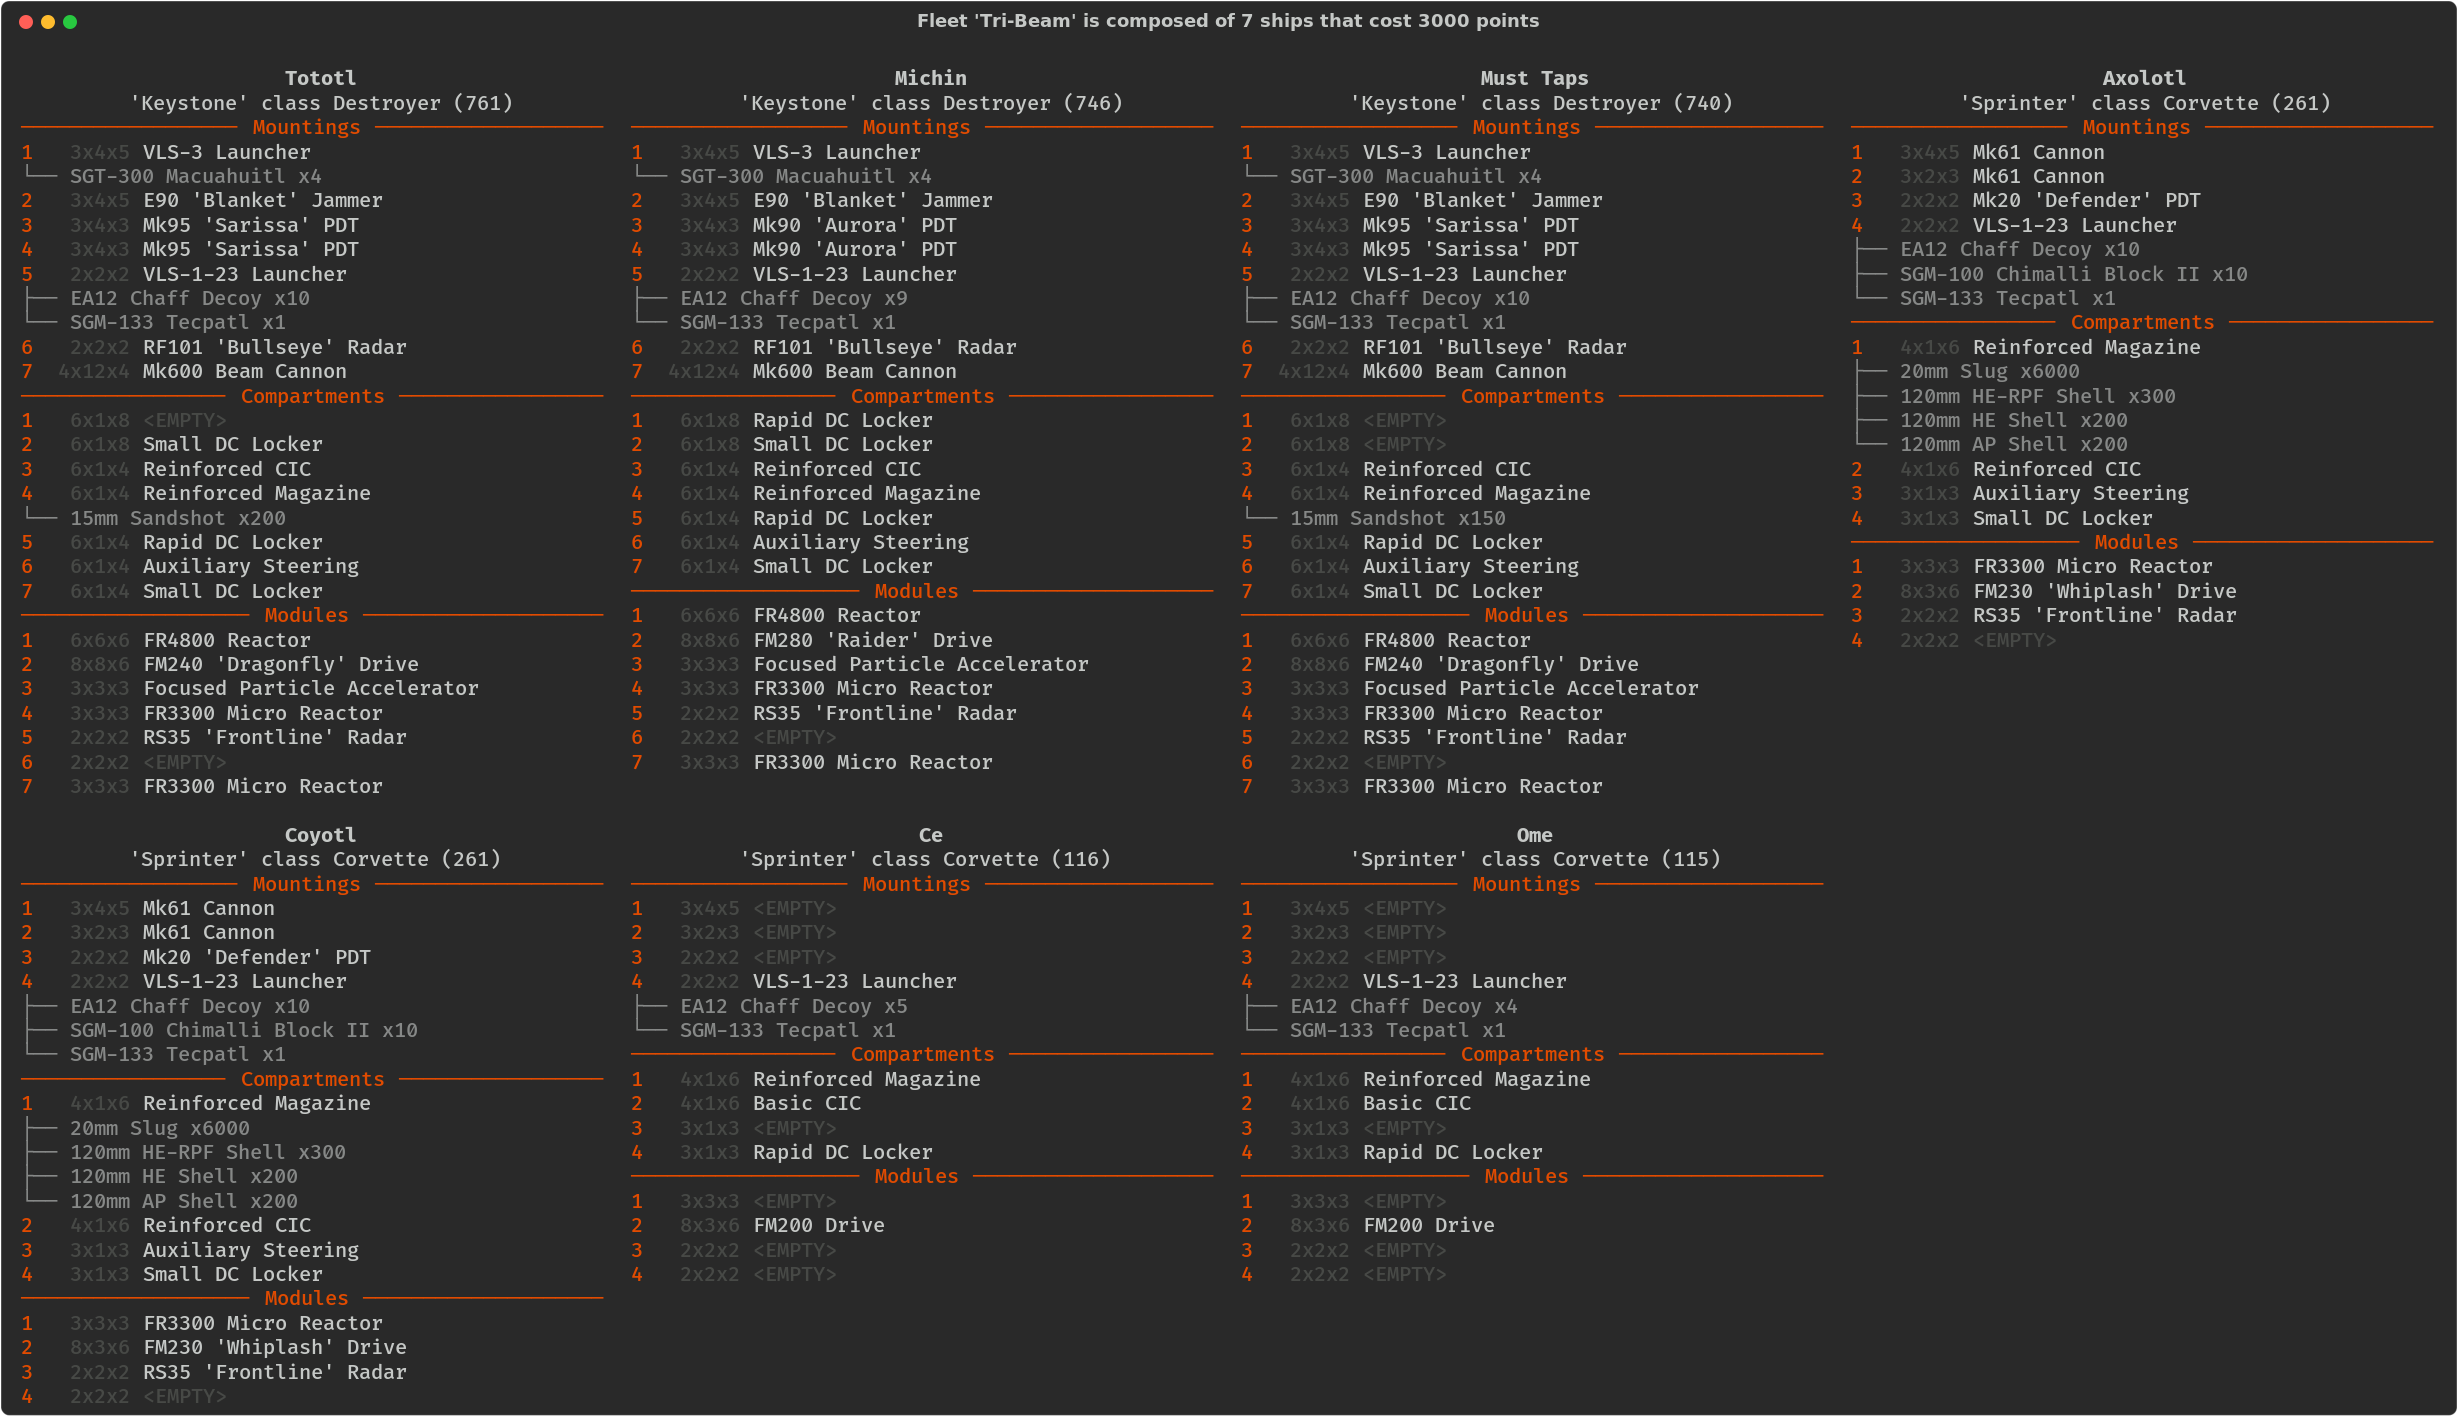 Fleet 'Tri-Beam' is composed of 7 ships that cost 3000 points
Tototl
'Keystone' class Destroyer (761)
Mountings
1 3x4x5 VLS-3 Launcher
└── SGT-300 Macuahuitl x4
2 3x4x5 E90 'Blanket' Jammer
3 3x4x3 Mk95 'Sarissa' PDT
4 3x4x3 Mk95 'Sarissa' PDT
5 2x2x2 VLS-1-23 Launcher
├── EA12 Chaff Decoy x10
└── SGM-133 Tecpatl x1
6 2x2x2 RF101 'Bullseye' Radar
7 4x12x4 Mk600 Beam Cannon
Compartments
1 6x1x8 <EMPTY>
2 6x1x8 Small DC Locker
3 6x1x4 Reinforced CIC
4 6x1x4 Reinforced Magazine
└── 15mm Sandshot x200
5 6x1x4 Rapid DC Locker
6 6x1x4 Auxiliary Steering
7 6x1x4 Small DC Locker
Modules
1 6x6x6 FR4800 Reactor
2 8x8x6 FM240 'Dragonfly' Drive
3 3x3x3 Focused Particle Accelerator
4 3x3x3 FR3300 Micro Reactor
5 2x2x2 RS35 'Frontline' Radar
6 2x2x2 <EMPTY>
7 3x3x3 FR3300 Micro Reactor
Michin
'Keystone' class Destroyer (746)
Mountings
1 3x4x5 VLS-3 Launcher
└── SGT-300 Macuahuitl x4
2 3x4x5 E90 'Blanket' Jammer
3 3x4x3 Mk90 'Aurora' PDT
4 3x4x3 Mk90 'Aurora' PDT
5 2x2x2 VLS-1-23 Launcher
├── EA12 Chaff Decoy x9
└── SGM-133 Tecpatl x1
6 2x2x2 RF101 'Bullseye' Radar
7 4x12x4 Mk600 Beam Cannon
Compartments
1 6x1x8 Rapid DC Locker
2 6x1x8 Small DC Locker
3 6x1x4 Reinforced CIC
4 6x1x4 Reinforced Magazine
5 6x1x4 Rapid DC Locker
6 6x1x4 Auxiliary Steering
7 6x1x4 Small DC Locker
Modules
1 6x6x6 FR4800 Reactor
2 8x8x6 FM280 'Raider' Drive
3 3x3x3 Focused Particle Accelerator
4 3x3x3 FR3300 Micro Reactor
5 2x2x2 RS35 'Frontline' Radar
6 2x2x2 <EMPTY>
7 3x3x3 FR3300 Micro Reactor
Must Taps
'Keystone' class Destroyer (740)
Mountings
1 3x4x5 VLS-3 Launcher
└── SGT-300 Macuahuitl x4
2 3x4x5 E90 'Blanket' Jammer
3 3x4x3 Mk95 'Sarissa' PDT
4 3x4x3 Mk95 'Sarissa' PDT
5 2x2x2 VLS-1-23 Launcher
├── EA12 Chaff Decoy x10
└── SGM-133 Tecpatl x1
6 2x2x2 RF101 'Bullseye' Radar
7 4x12x4 Mk600 Beam Cannon
Compartments
1 6x1x8 <EMPTY>
2 6x1x8 <EMPTY>
3 6x1x4 Reinforced CIC
4 6x1x4 Reinforced Magazine
└── 15mm Sandshot x150
5 6x1x4 Rapid DC Locker
6 6x1x4 Auxiliary Steering
7 6x1x4 Small DC Locker
Modules
1 6x6x6 FR4800 Reactor
2 8x8x6 FM240 'Dragonfly' Drive
3 3x3x3 Focused Particle Accelerator
4 3x3x3 FR3300 Micro Reactor
5 2x2x2 RS35 'Frontline' Radar
6 2x2x2 <EMPTY>
7 3x3x3 FR3300 Micro Reactor
Axolotl
'Sprinter' class Corvette (261)
Mountings
1 3x4x5 Mk61 Cannon
2 3x2x3 Mk61 Cannon
3 2x2x2 Mk20 'Defender' PDT
4 2x2x2 VLS-1-23 Launcher
├── EA12 Chaff Decoy x10
├── SGM-100 Chimalli Block II x10
└── SGM-133 Tecpatl x1
Compartments
1 4x1x6 Reinforced Magazine
├── 20mm Slug x6000
├── 120mm HE-RPF Shell x300
├── 120mm HE Shell x200
└── 120mm AP Shell x200
2 4x1x6 Reinforced CIC
3 3x1x3 Auxiliary Steering
4 3x1x3 Small DC Locker
Modules
1 3x3x3 FR3300 Micro Reactor
2 8x3x6 FM230 'Whiplash' Drive
3 2x2x2 RS35 'Frontline' Radar
4 2x2x2 <EMPTY>
Coyotl
'Sprinter' class Corvette (261)
Mountings
1 3x4x5 Mk61 Cannon
2 3x2x3 Mk61 Cannon
3 2x2x2 Mk20 'Defender' PDT
4 2x2x2 VLS-1-23 Launcher
├── EA12 Chaff Decoy x10
├── SGM-100 Chimalli Block II x10
└── SGM-133 Tecpatl x1
Compartments
1 4x1x6 Reinforced Magazine
├── 20mm Slug x6000
├── 120mm HE-RPF Shell x300
├── 120mm HE Shell x200
└── 120mm AP Shell x200
2 4x1x6 Reinforced CIC
3 3x1x3 Auxiliary Steering
4 3x1x3 Small DC Locker
Modules
1 3x3x3 FR3300 Micro Reactor
2 8x3x6 FM230 'Whiplash' Drive
3 2x2x2 RS35 'Frontline' Radar
4 2x2x2 <EMPTY>
Ce
'Sprinter' class Corvette (116)
Mountings
1 3x4x5 <EMPTY>
2 3x2x3 <EMPTY>
3 2x2x2 <EMPTY>
4 2x2x2 VLS-1-23 Launcher
├── EA12 Chaff Decoy x5
└── SGM-133 Tecpatl x1
Compartments
1 4x1x6 Reinforced Magazine
2 4x1x6 Basic CIC
3 3x1x3 <EMPTY>
4 3x1x3 Rapid DC Locker
Modules
1 3x3x3 <EMPTY>
2 8x3x6 FM200 Drive
3 2x2x2 <EMPTY>
4 2x2x2 <EMPTY>
Ome
'Sprinter' class Corvette (115)
Mountings
1 3x4x5 <EMPTY>
2 3x2x3 <EMPTY>
3 2x2x2 <EMPTY>
4 2x2x2 VLS-1-23 Launcher
├── EA12 Chaff Decoy x4
└── SGM-133 Tecpatl x1
Compartments
1 4x1x6 Reinforced Magazine
2 4x1x6 Basic CIC
3 3x1x3 <EMPTY>
4 3x1x3 Rapid DC Locker
Modules
1 3x3x3 <EMPTY>
2 8x3x6 FM200 Drive
3 2x2x2 <EMPTY>
4 2x2x2 <EMPTY>